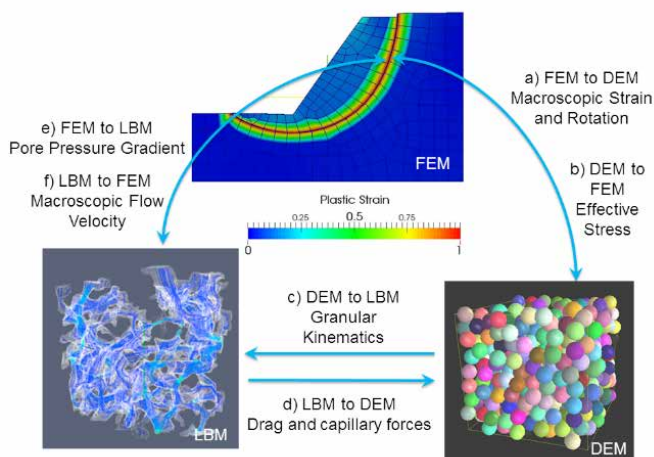 a) FEM to DEM
Macroscopic Strain
and Rotation
e) FEM to LBM
Pore Pressure Gradient
FEM
b) DEM to
FEM
Effective
Stress
f) LBM to FEM
Macroscopic Flow
Velocity
Plastic Strain
0.25 0.5 0.75
0 1
c) DEM to LBM
Granular
Kinematics
d) LBM to DEM
Drag and capillary forces
LBM
DEM